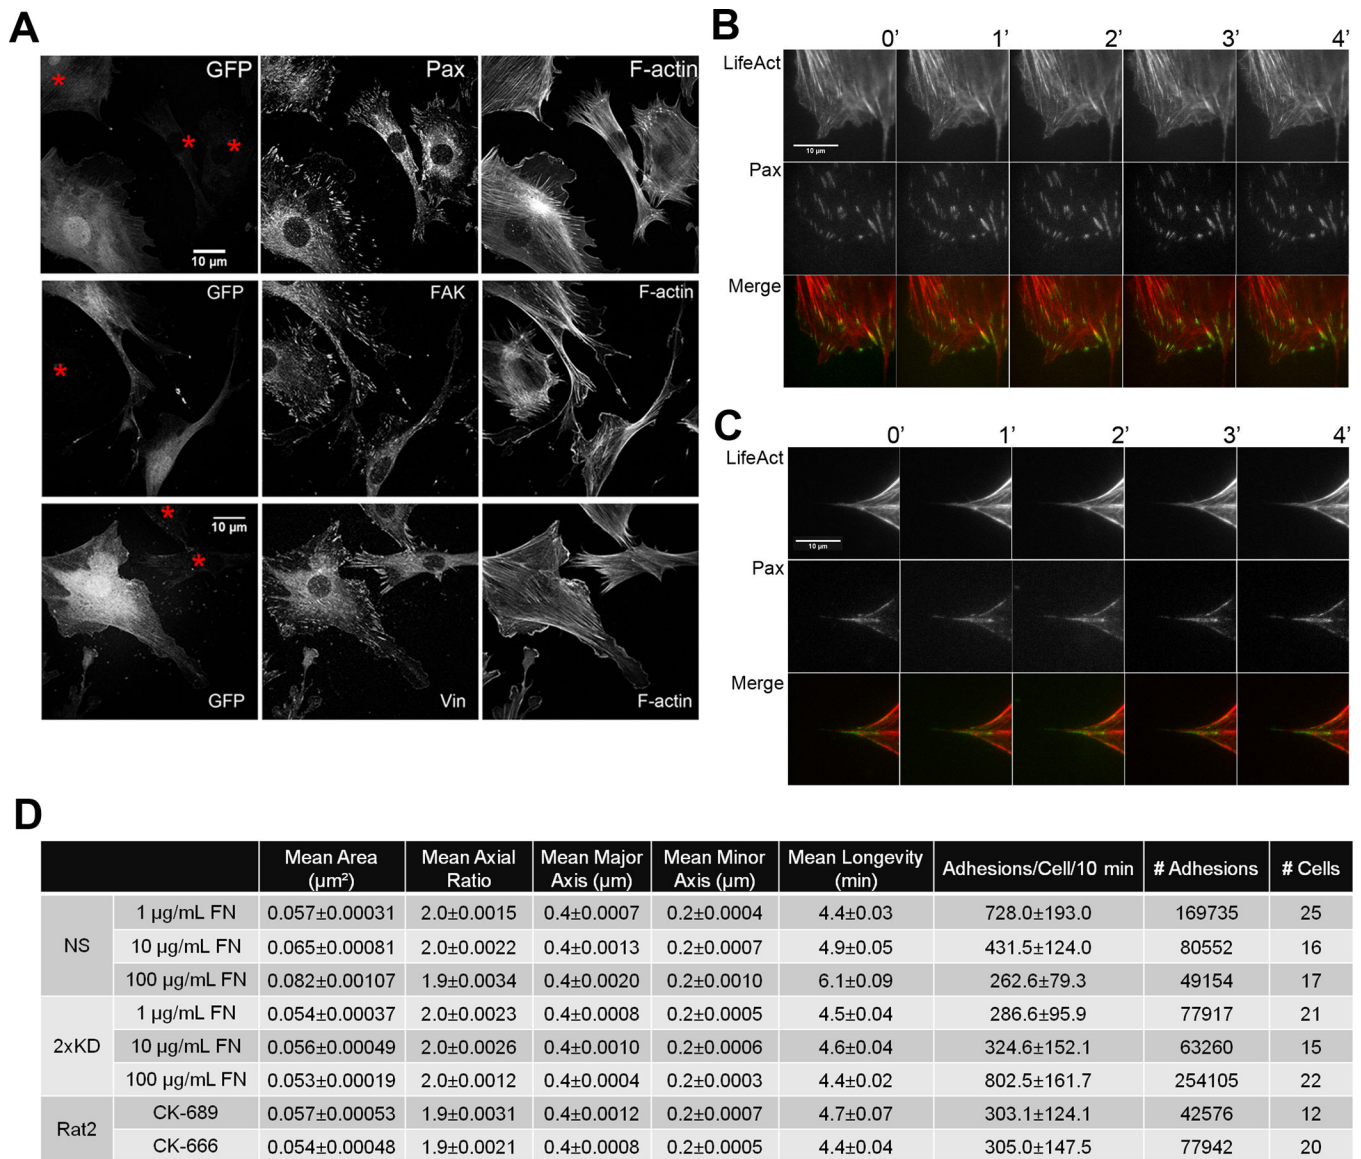 A
GFP Pax F-actin
10 µm
GFP FAK F-actin
10 µm
GFP Vin F-actin
B
0' 1' 2' 3' 4'
LifeAct
10 µm
Pax
Merge
C
0' 1' 2' 3' 4'
LifeAct
10 µm
Pax
Merge
D
Mean Area (µm²) Mean Axial Ratio Mean Major Axis (µm) Mean Minor Axis (µm) Mean Longevity (min) Adhesions/Cell/10 min # Adhesions # Cells
NS
1 µg/mL FN 0.057±0.00031 2.0±0.0015 0.4±0.0007 0.2±0.0004 4.4±0.03 728.0±193.0 169735 25
10 µg/mL FN 0.065±0.00081 2.0±0.0022 0.4±0.0013 0.2±0.0007 4.9±0.05 431.5±124.0 80552 16
100 µg/mL FN 0.082±0.00107 1.9±0.0034 0.4±0.0020 0.2±0.0010 6.1±0.09 262.6±79.3 49154 17
2xKD
1 µg/mL FN 0.054±0.00037 2.0±0.0023 0.4±0.0008 0.2±0.0005 4.5±0.04 286.6±95.9 77917 21
10 µg/mL FN 0.056±0.00049 2.0±0.0026 0.4±0.0010 0.2±0.0006 4.6±0.04 324.6±152.1 63260 15
100 µg/mL FN 0.053±0.00019 2.0±0.0012 0.4±0.0004 0.2±0.0003 4.4±0.02 802.5±161.7 254105 22
Rat2
CK-689 0.057±0.00053 1.9±0.0031 0.4±0.0012 0.2±0.0007 4.7±0.07 303.1±124.1 42576 12
CK-666 0.054±0.00048 1.9±0.0021 0.4±0.0008 0.2±0.0005 4.4±0.04 305.0±147.5 77942 20